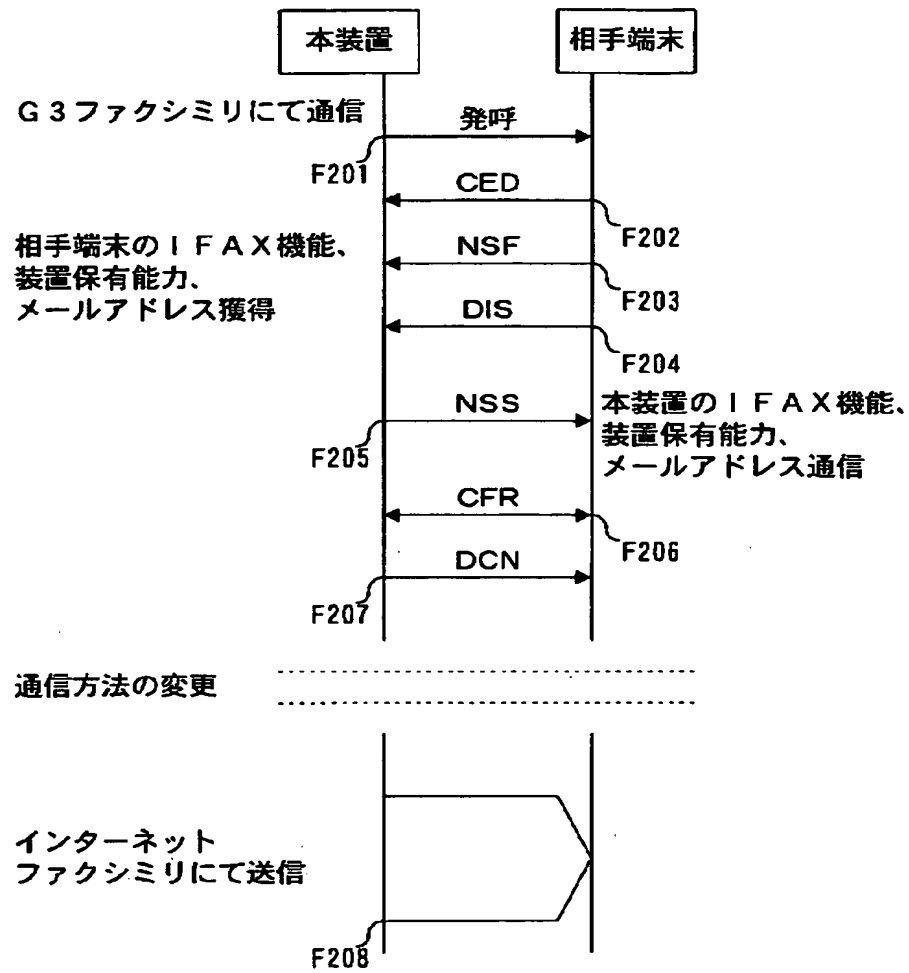 本装置
相手端末
G3ファクシミリにて通信
発呼
F201
CED
F202
相手端末のIFAX機能、
装置保有能力、
メールアドレス獲得
NSF
F203
DIS
F204
NSS
F205
本装置のIFAX機能、
装置保有能力、
メールアドレス通信
CFR
F206
DCN
F207
通信方法の変更
インターネット
ファクシミリにて送信
F208